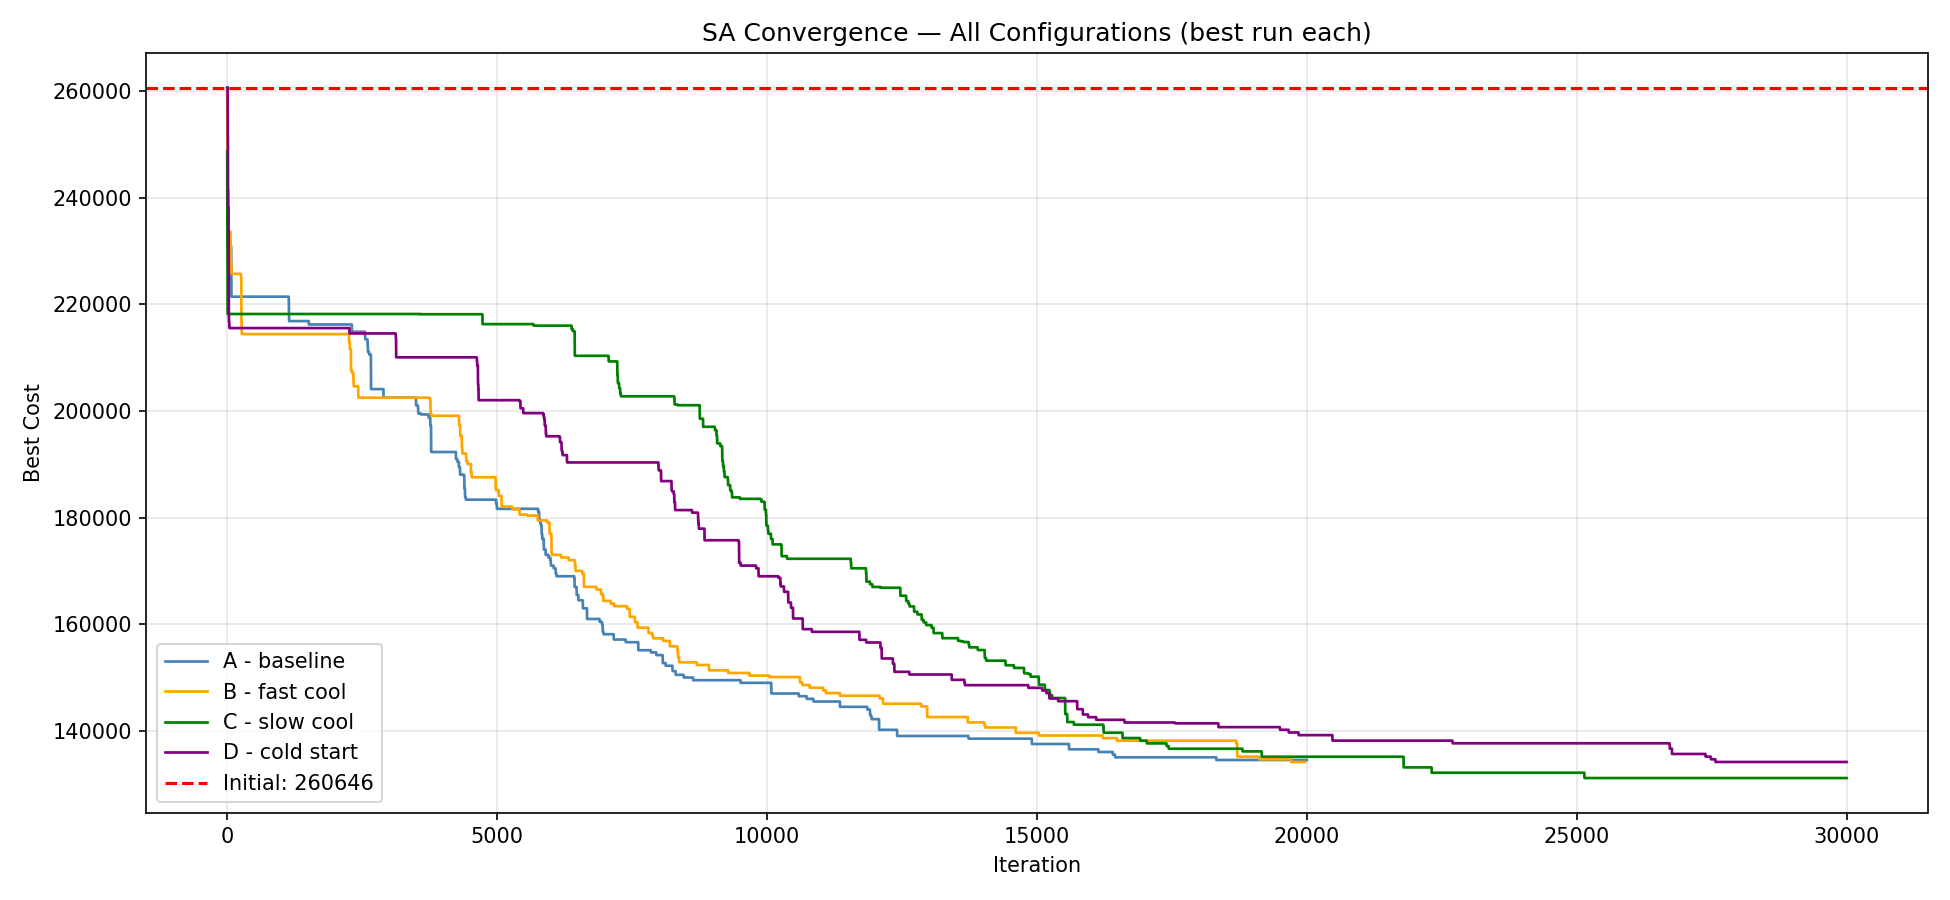 SA Convergence — All Configurations (best run each)
260000
240000
220000
200000
180000
160000
140000
Best Cost
A - baseline
B - fast cool
C - slow cool
D - cold start
Initial: 260646
0
5000
10000
15000
20000
25000
30000
Iteration